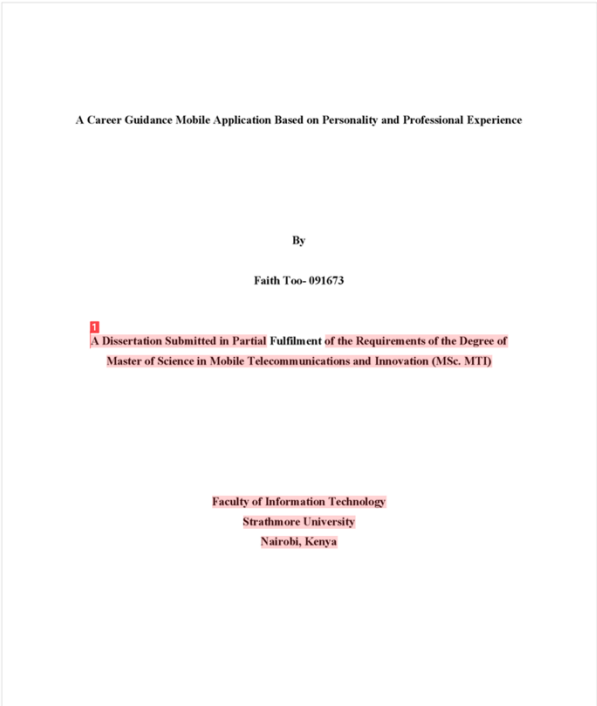 A Career Guidance Mobile Application Based on Personality and Professional Experience
By
Faith Too- 091673
1
A Dissertation Submitted in Partial Fulfilment of the Requirements of the Degree of
Master of Science in Mobile Telecommunications and Innovation (MSc. MTI)
Faculty of Information Technology
Strathmore University
Nairobi, Kenya